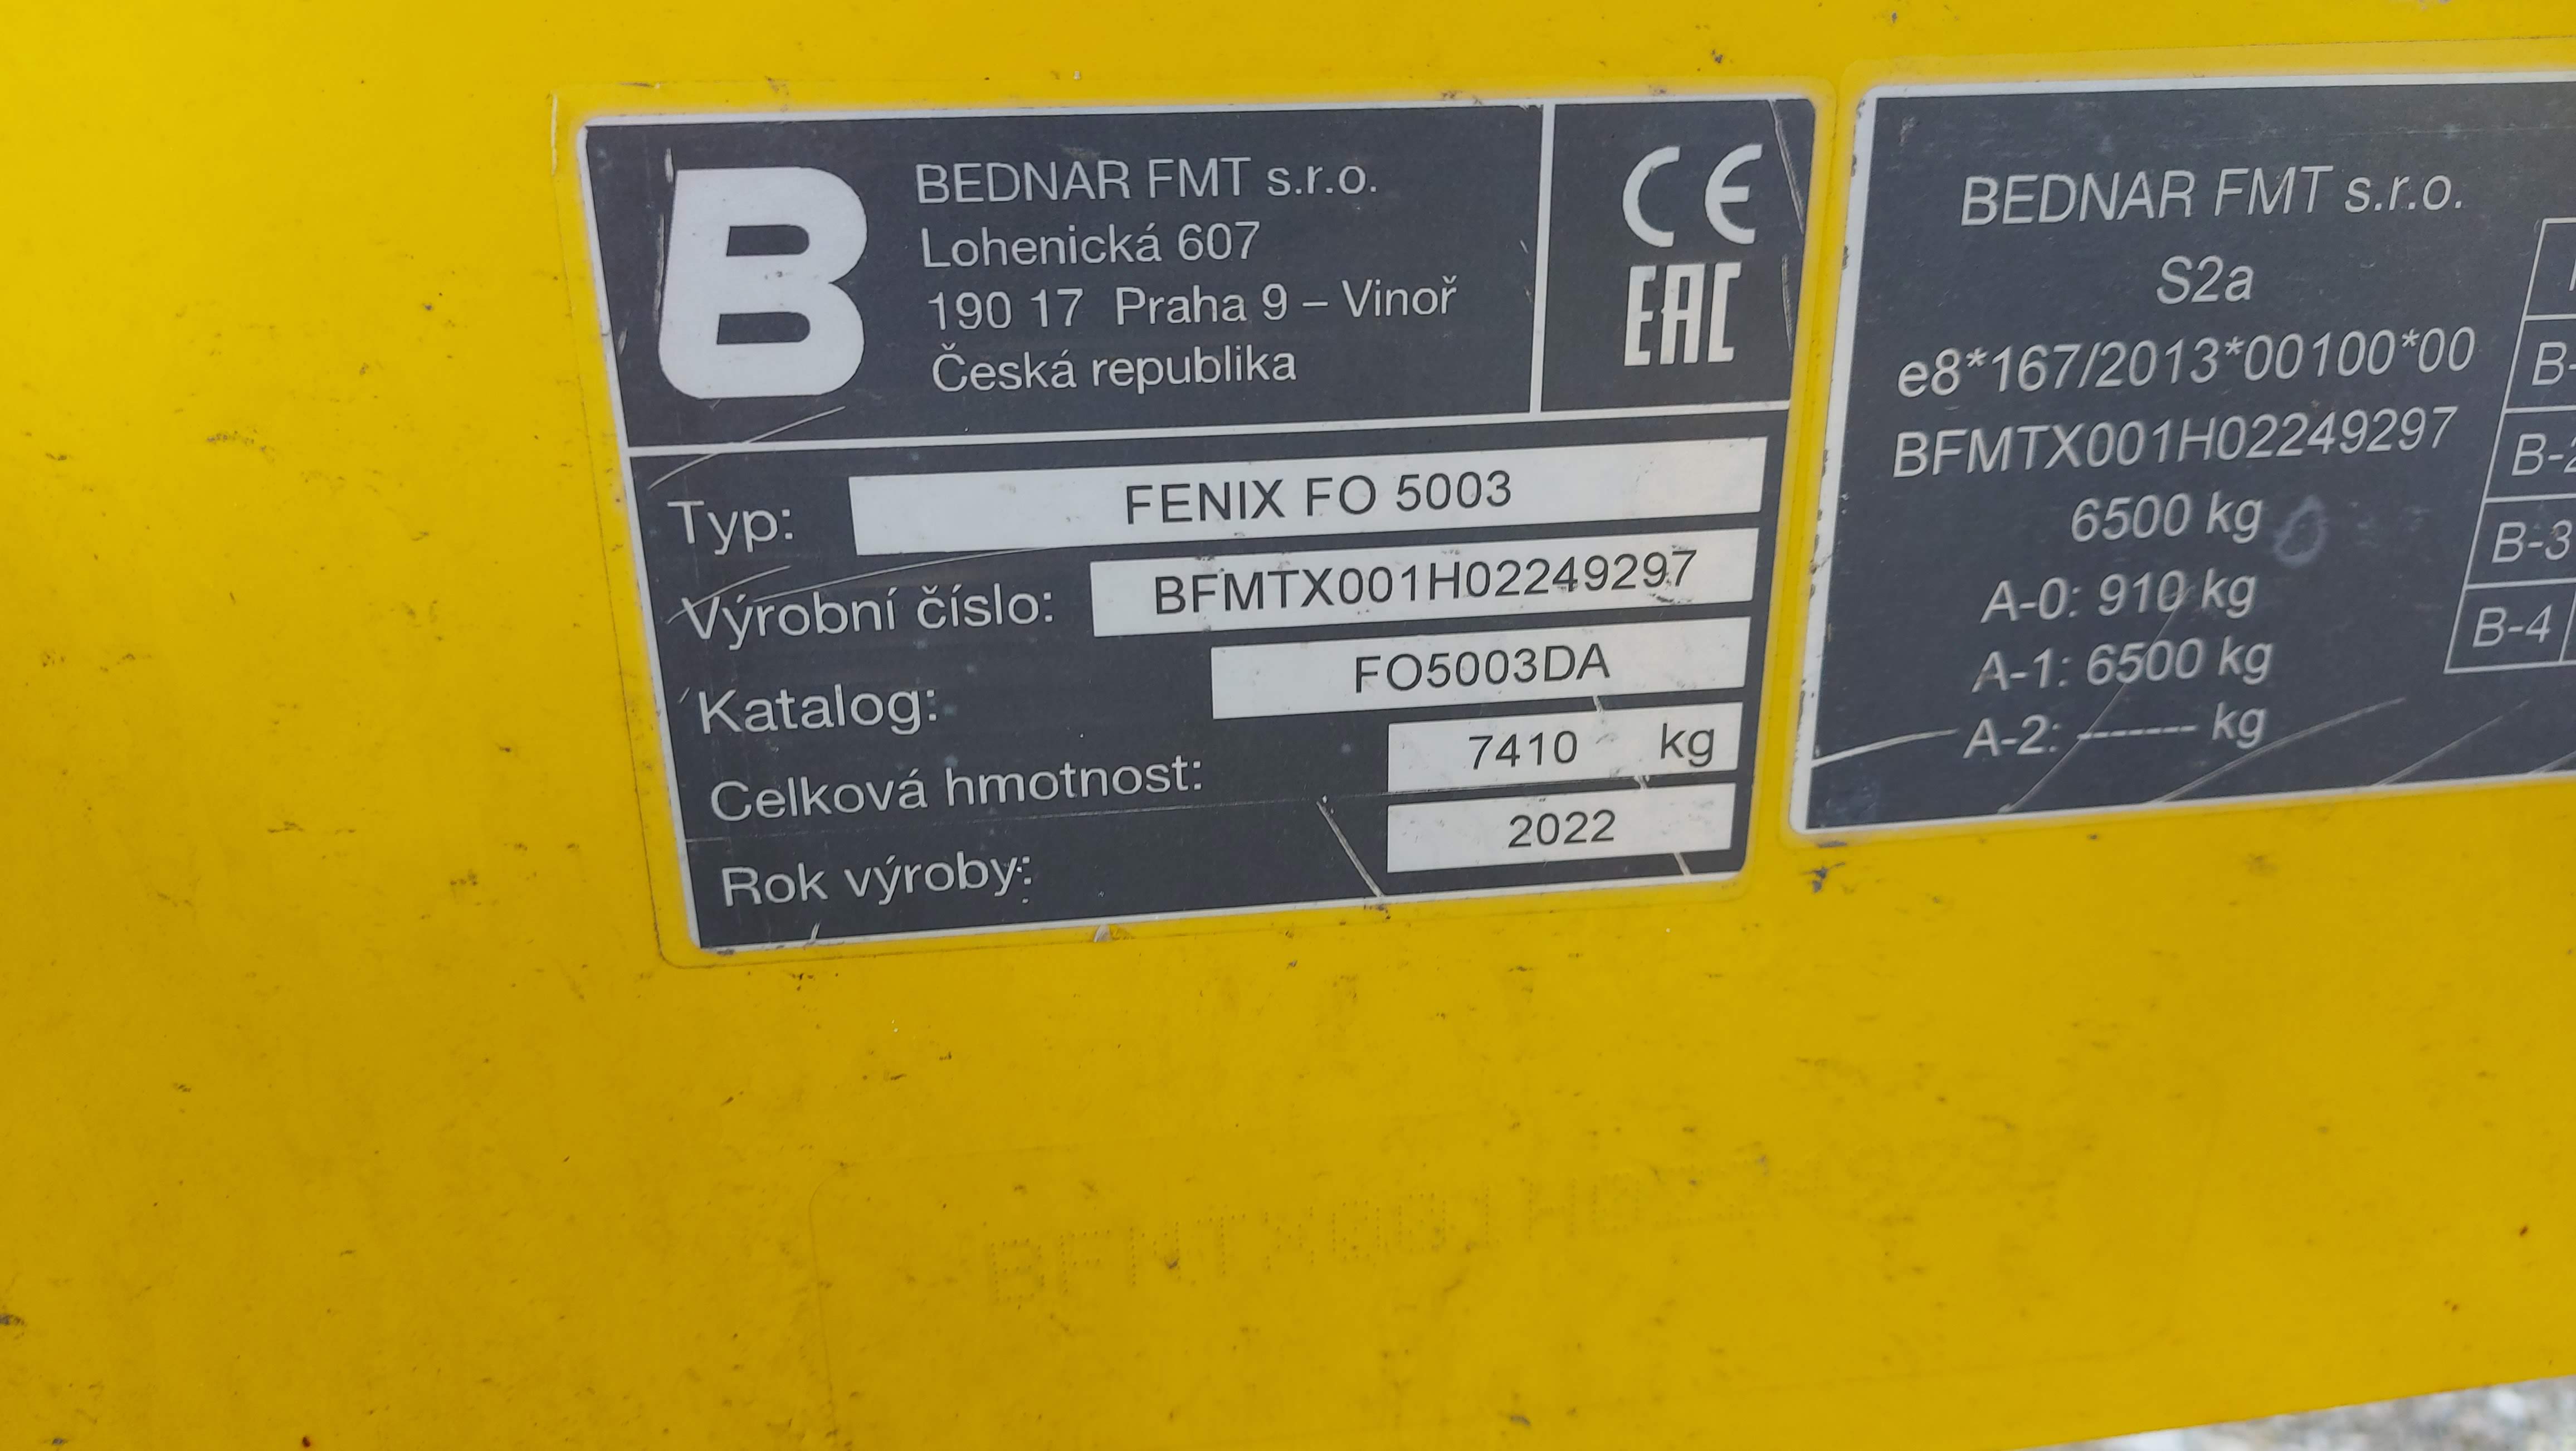 B
BEDNAR FMT s.r.o.
Lohenická 607
190 17 Praha 9 – Vinoř
Česká republika
CE
EAC
Typ: FENIX FO 5003
Výrobní číslo: BFMTX001H02249297
Katalog: FO5003DA
Celková hmotnost: 7410 kg
Rok výroby: 2022
BEDNAR FMT s.r.o.
S2a
e8*167/2013*00100*00
BFMTX001H02249297
6500 kg
A-0: 910 kg
A-1: 6500 kg
A-2: ------- kg
B-3
B-4